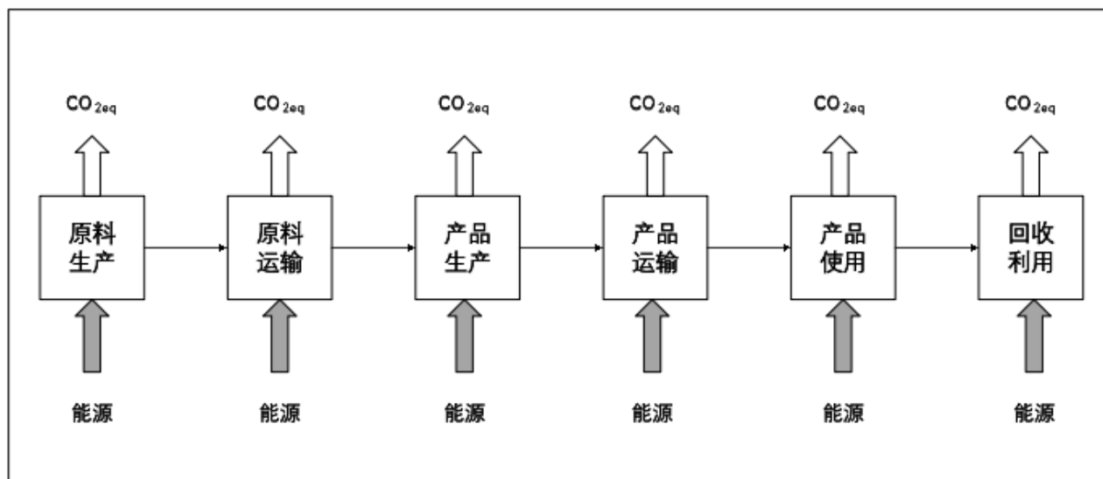 CO₂eq CO₂eq CO₂eq CO₂eq CO₂eq CO₂eq
原料 原料 产品 产品 产品 回收
生产 运输 生产 运输 使用 利用
能源 能源 能源 能源 能源 能源